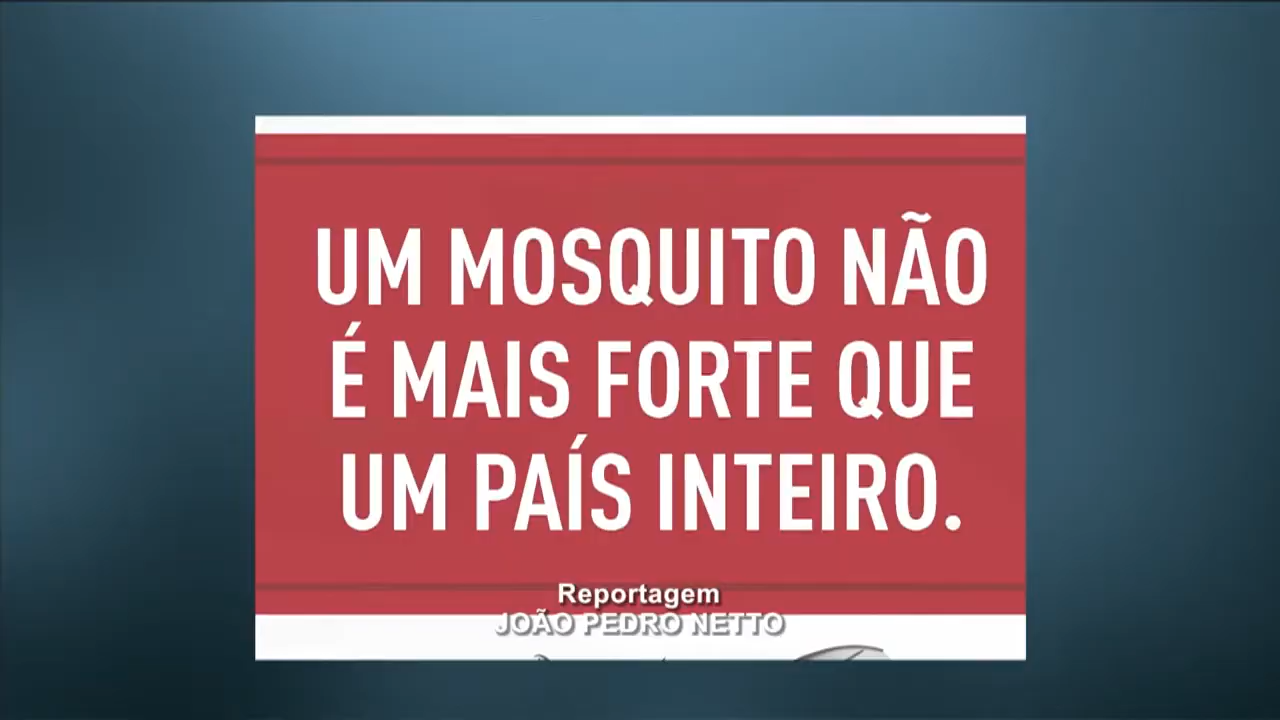 UM MOSQUITO NÃO
É MAIS FORTE QUE
UM PAÍS INTEIRO.
Reportagem
JOÃO PEDRO NETTO